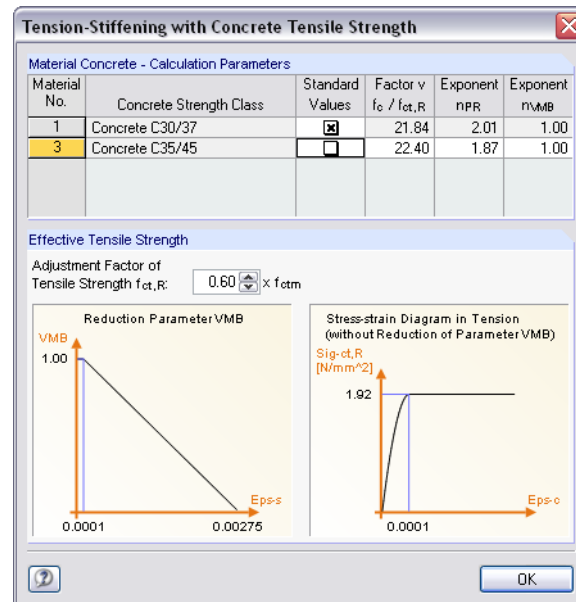 Tension-Stiffening with Concrete Tensile Strength
Material Concrete - Calculation Parameters
Material Standard Factor v Exponent Exponent
No. Concrete Strength Class Values fc / fct,R nPR nVMB
1 Concrete C30/37 21.84 2.01 1.00
3 Concrete C35/45 22.40 1.87 1.00
Effective Tensile Strength
Adjustment Factor of
Tensile Strength fct,R: 0.60 x fctm
Reduction Parameter VMB
VMB
1.00
Eps-s
0.0001 0.00275
Stress-strain Diagram in Tension
(without Reduction of Parameter VMB)
Sig-ct,R
[N/mm^2]
1.92
Eps-c
0.0001
OK